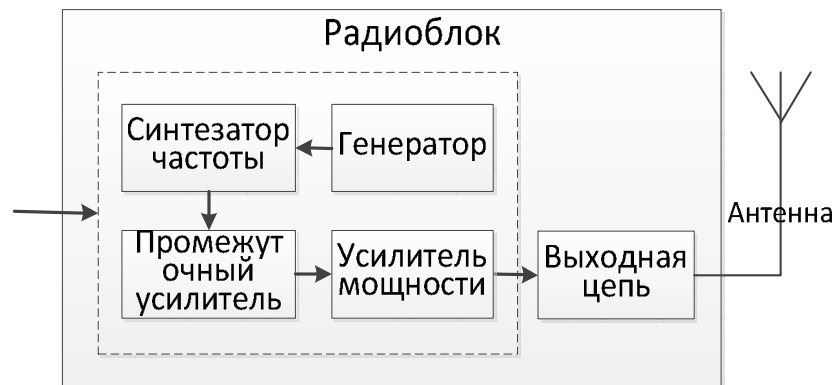 Радиоблок
Синтезатор
частоты
Генератор
Промежут
очный
усилитель
Усилитель
мощности
Выходная
цепь
Антенна